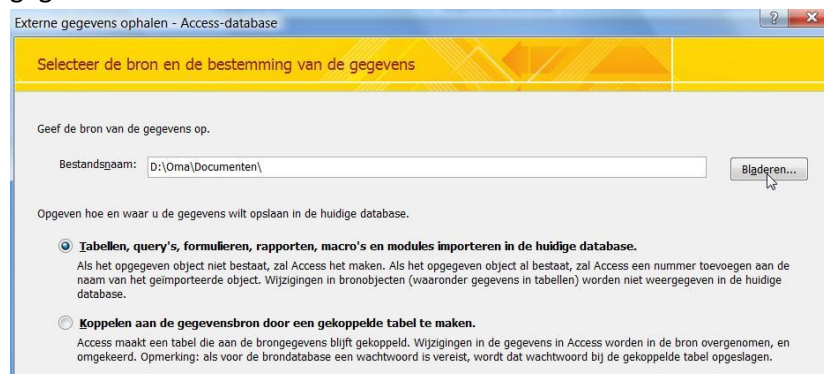 Externe gegevens ophalen - Access-database
Selecteer de bron en de bestemming van de gegevens
Geef de bron van de gegevens op.
Bestandsnaam: D:\Oma\Documenten\ Bladeren...
Opgeven hoe en waar u de gegevens wilt opslaan in de huidige database.
Tabellen, query's, formulieren, rapporten, macro's en modules importeren in de huidige database.
Als het opgegeven object niet bestaat, zal Access het maken. Als het opgegeven object al bestaat, zal Access een nummer toevoegen aan de
naam van het geïmporteerde object. Wijzigingen in bronobjecten (waaronder gegevens in tabellen) worden niet weergegeven in de huidige
database.
Koppelen aan de gegevensbron door een gekoppelde tabel te maken.
Access maakt een tabel die aan de brongegevens blijft gekoppeld. Wijzigingen in de gegevens in Access worden in de bron overgenomen, en
omgekeerd. Opmerking: als voor de brondatabase een wachtwoord is vereist, wordt dat wachtwoord bij de gekoppelde tabel opgeslagen.